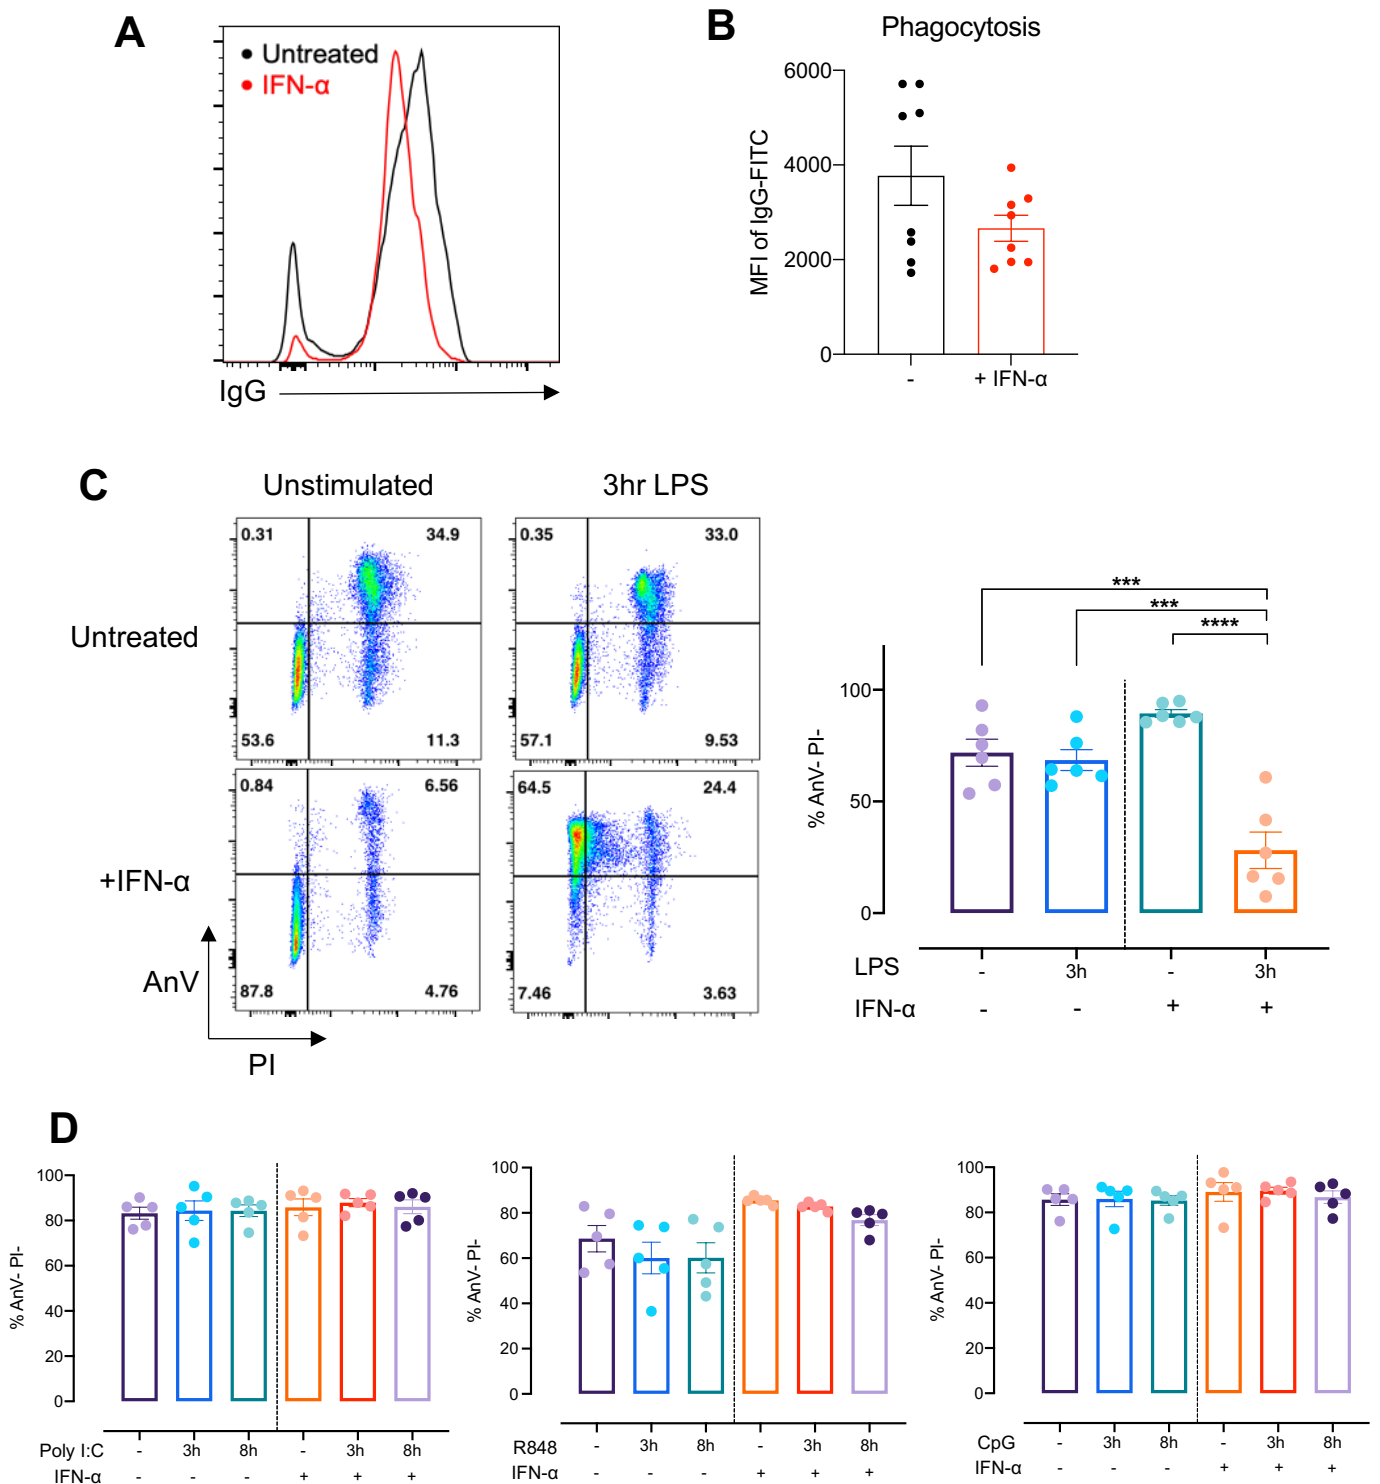 A
Untreated
IFN-α
IgG
B
Phagocytosis
MFI of IgG-FITC
6000
4000
2000
0
-
+ IFN-α
C
Unstimulated
3hr LPS
Untreated
0.31
34.9
53.6
11.3
0.35
33.0
57.1
9.53
+IFN-α
0.84
6.56
87.8
4.76
64.5
24.4
7.46
3.63
AnV
PI
***
***
****
% AnV- PI-
100
50
0
LPS - 3h - 3h
IFN-α - - + +
D
% AnV- PI-
100
80
60
40
20
0
Poly I:C - 3h 8h - 3h 8h
IFN-α - - - + + +
% AnV- PI-
100
80
60
40
20
0
R848 - 3h 8h - 3h 8h
IFN-α - - - + + +
% AnV- PI-
100
80
60
40
20
0
CpG - 3h 8h - 3h 8h
IFN-α - - - + + +